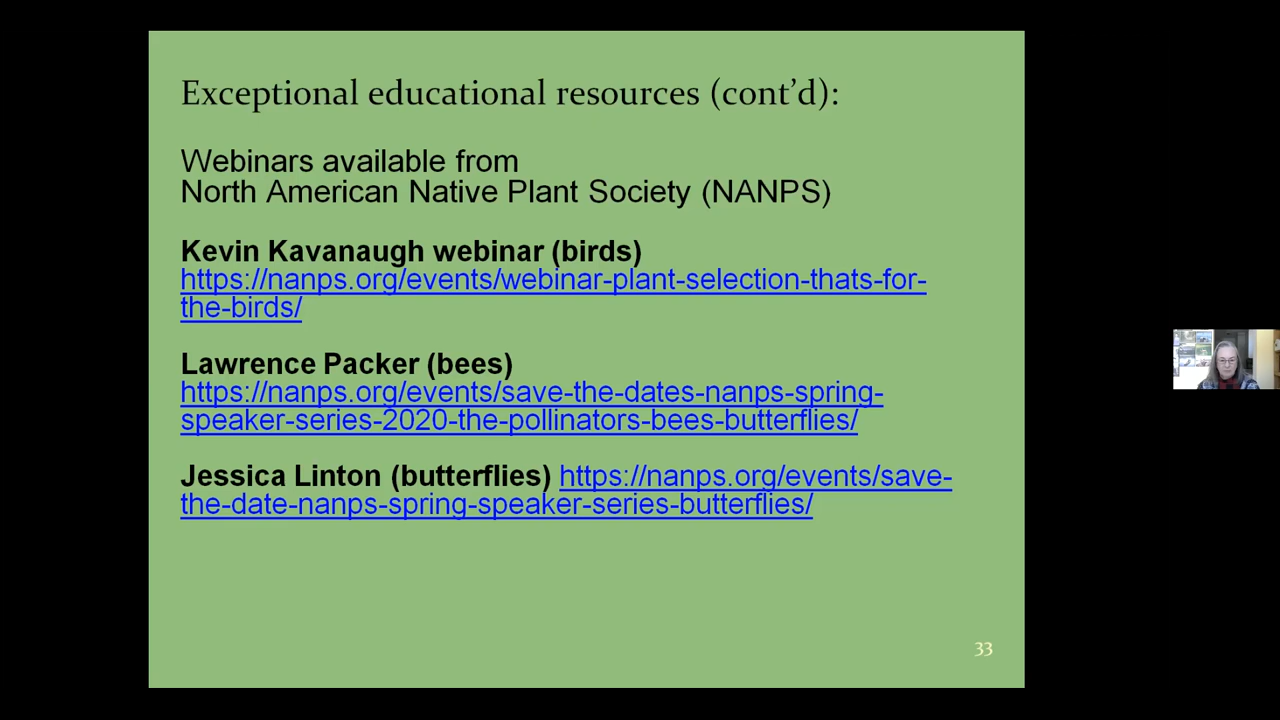 Exceptional educational resources (cont’d):
Webinars available from
North American Native Plant Society (NANPS)
Kevin Kavanaugh webinar (birds)
https://nanps.org/events/webinar-plant-selection-thats-for-
the-birds/
Lawrence Packer (bees)
https://nanps.org/events/save-the-dates-nanps-spring-
speaker-series-2020-the-pollinators-bees-butterflies/
Jessica Linton (butterflies) https://nanps.org/events/save-
the-date-nanps-spring-speaker-series-butterflies/
33